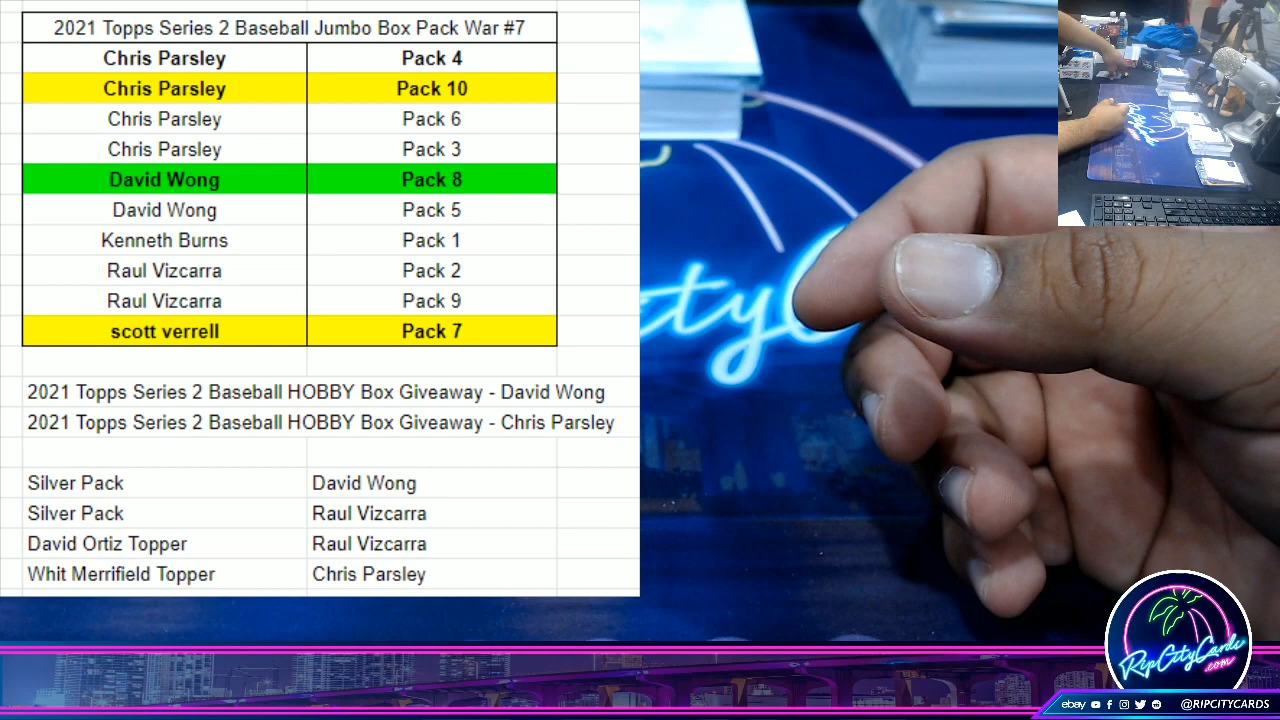 2021 Topps Series 2 Baseball Jumbo Box Pack War #7
Chris Parsley Pack 4
Chris Parsley Pack 10
Chris Parsley Pack 6
Chris Parsley Pack 3
David Wong Pack 8
David Wong Pack 5
Kenneth Burns Pack 1
Raul Vizcarra Pack 2
Raul Vizcarra Pack 9
scott verrell Pack 7
2021 Topps Series 2 Baseball HOBBY Box Giveaway - David Wong
2021 Topps Series 2 Baseball HOBBY Box Giveaway - Chris Parsley
Silver Pack David Wong
Silver Pack Raul Vizcarra
David Ortiz Topper Raul Vizcarra
Whit Merrifield Topper Chris Parsley
RipCityCards
.com
ebay @RIPCITYCARDS